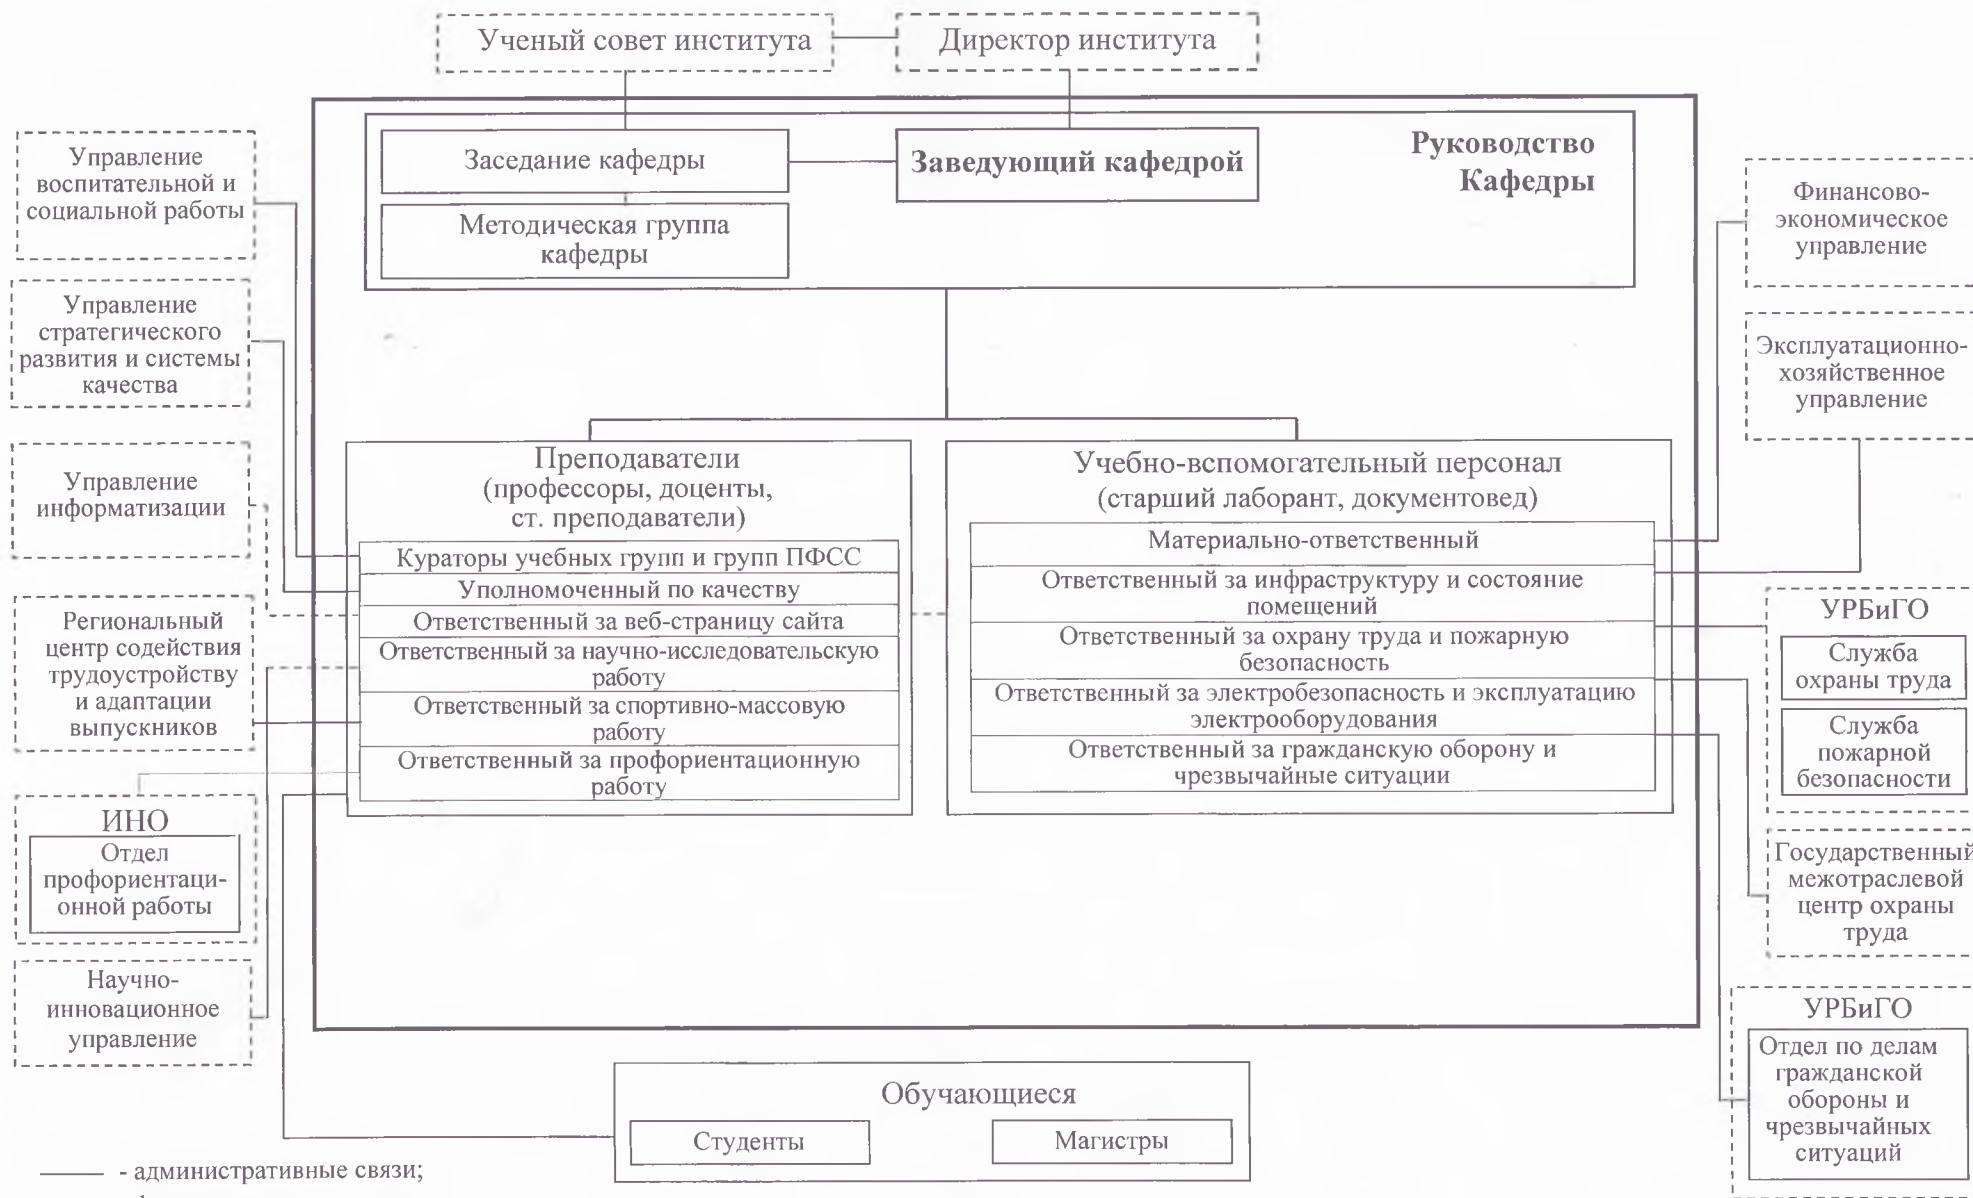 Ученый совет института
Директор института
Заседание кафедры
Заведующий кафедрой
Руководство
Кафедры
Методическая группа
кафедры
Управление
воспитательной и
социальной работы
Управление
стратегического
развития и системы
качества
Управление
информатизации
Региональный
центр содействия
трудоустройству
и адаптации
выпускников
ИНО
Отдел
профориентаци-
онной работы
Научно-
инновационное
управление
Преподаватели
(профессоры, доценты,
ст. преподаватели)
Кураторы учебных групп и групп ПФСС
Уполномоченный по качеству
Ответственный за веб-страницу сайта
Ответственный за научно-исследовательскую
работу
Ответственный за спортивно-массовую
работу
Ответственный за профориентационную
работу
Учебно-вспомогательный персонал
(старший лаборант, документовед)
Материально-ответственный
Ответственный за инфраструктуру и состояние
помещений
Ответственный за охрану труда и пожарную
безопасность
Ответственный за электробезопасность и эксплуатацию
электрооборудования
Ответственный за гражданскую оборону и
чрезвычайные ситуации
Финансово-
экономическое
управление
Эксплуатационно-
хозяйственное
управление
УРБиГО
Служба
охраны труда
Служба
пожарной
безопасности
Государственный
межотраслевой
центр охраны
труда
УРБиГО
Отдел по делам
гражданской
обороны и
чрезвычайных
ситуаций
Обучающиеся
Студенты
Магистры
- административные связи;